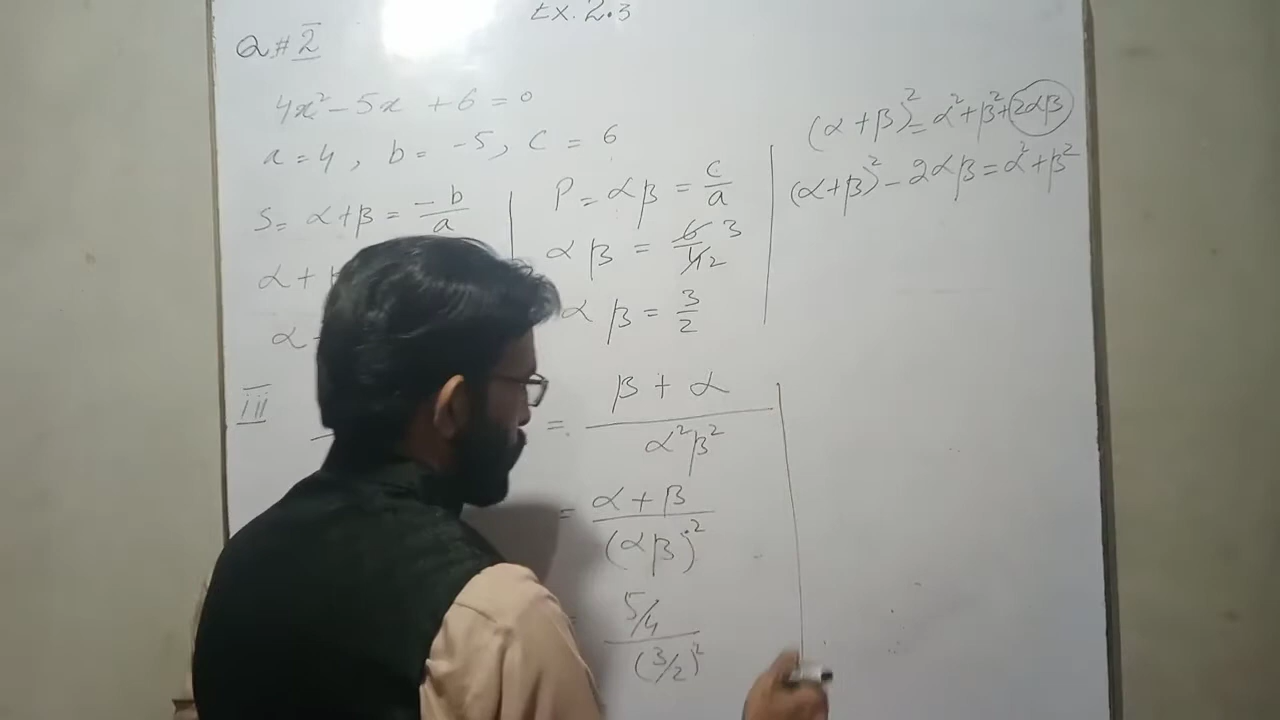 Ex. 2.3
Q # 2
4x² - 5x + 6 = 0
a = 4, b = -5, C = 6
S = α + β = -b/a
α +
α
P = αβ = c/a
αβ = 6/4 3/2
αβ = 3/2
(α + β)² = α² + β² + 2αβ
(α + β)² - 2αβ = α² + β²
iii
= β + α / α²β²
= α + β / (αβ)²
5/4 / (3/2)²